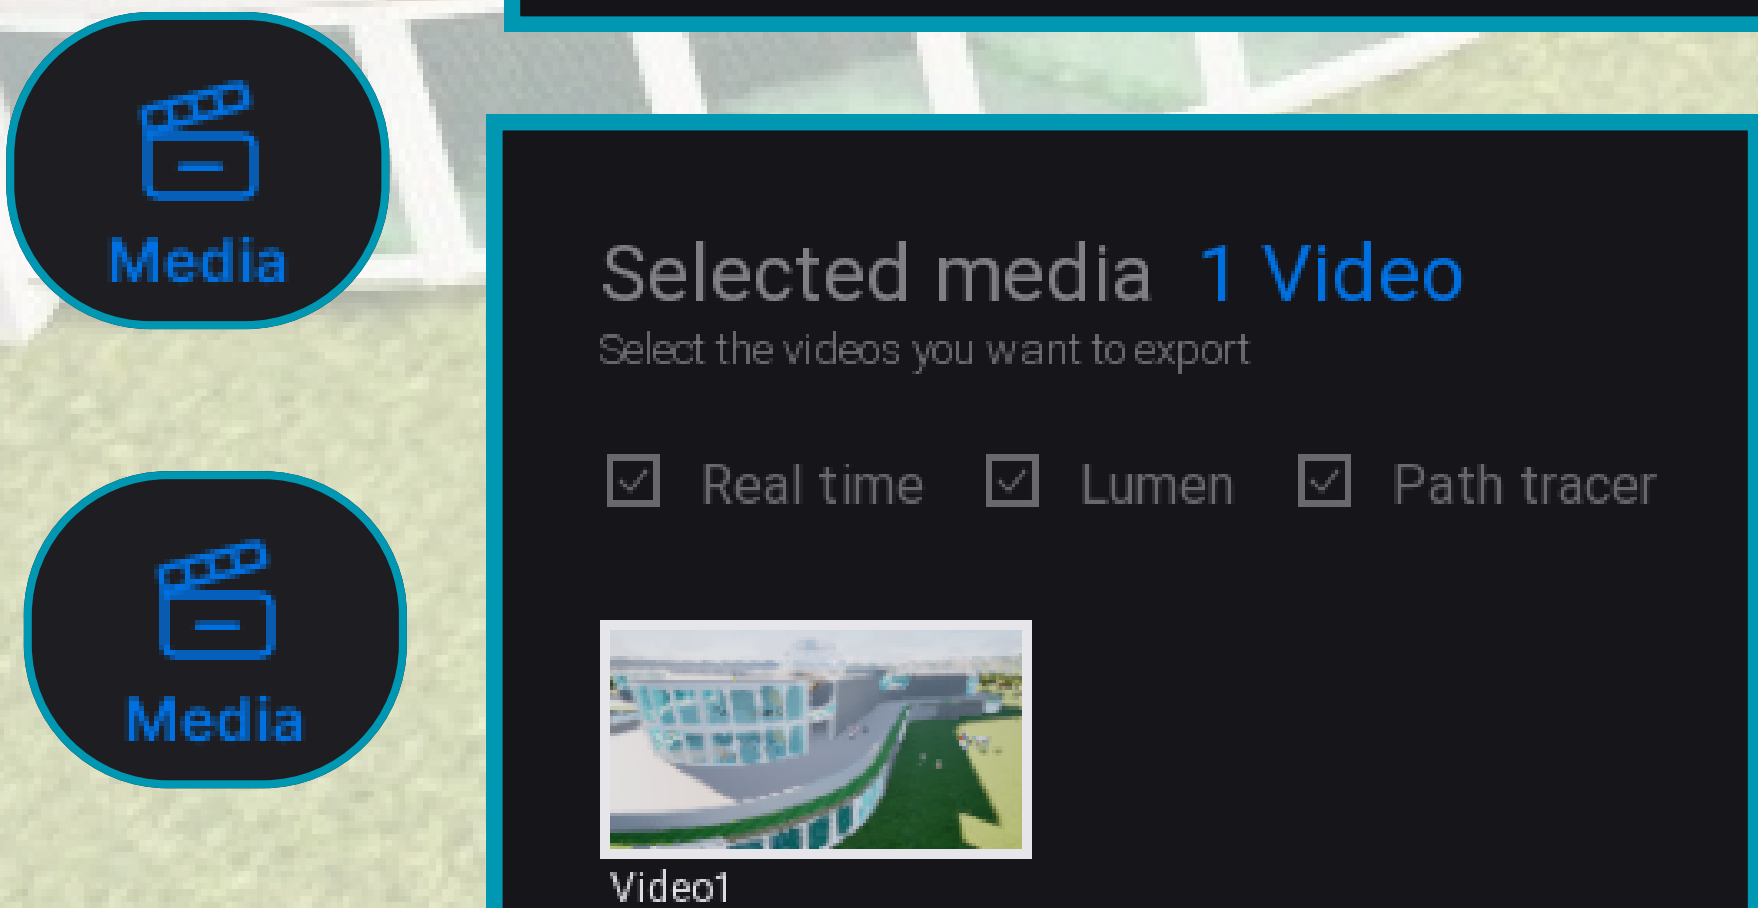 Media
Selected media 1 Video
Select the videos you want to export
Real time Lumen Path tracer
Media
Video1